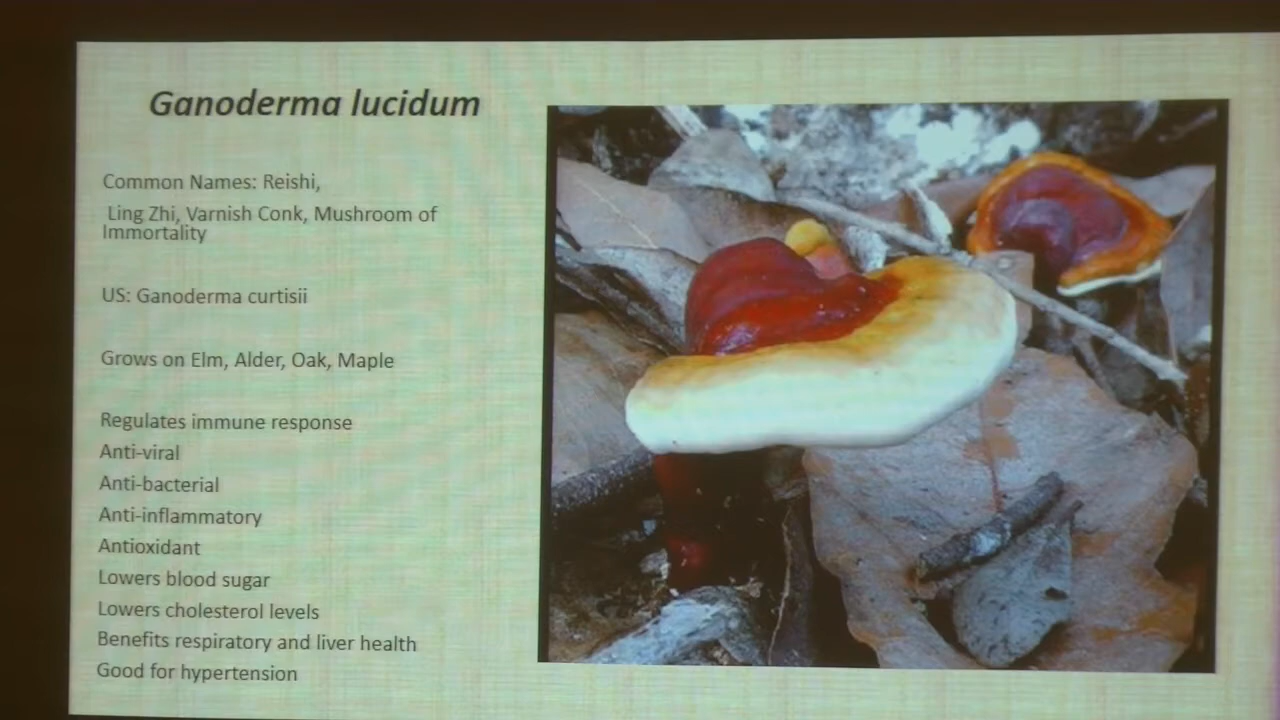 Ganoderma lucidum
Common Names: Reishi,
Ling Zhi, Varnish Conk, Mushroom of
Immortality
US: Ganoderma curtisii
Grows on Elm, Alder, Oak, Maple
Regulates immune response
Anti-viral
Anti-bacterial
Anti-inflammatory
Antioxidant
Lowers blood sugar
Lowers cholesterol levels
Benefits respiratory and liver health
Good for hypertension